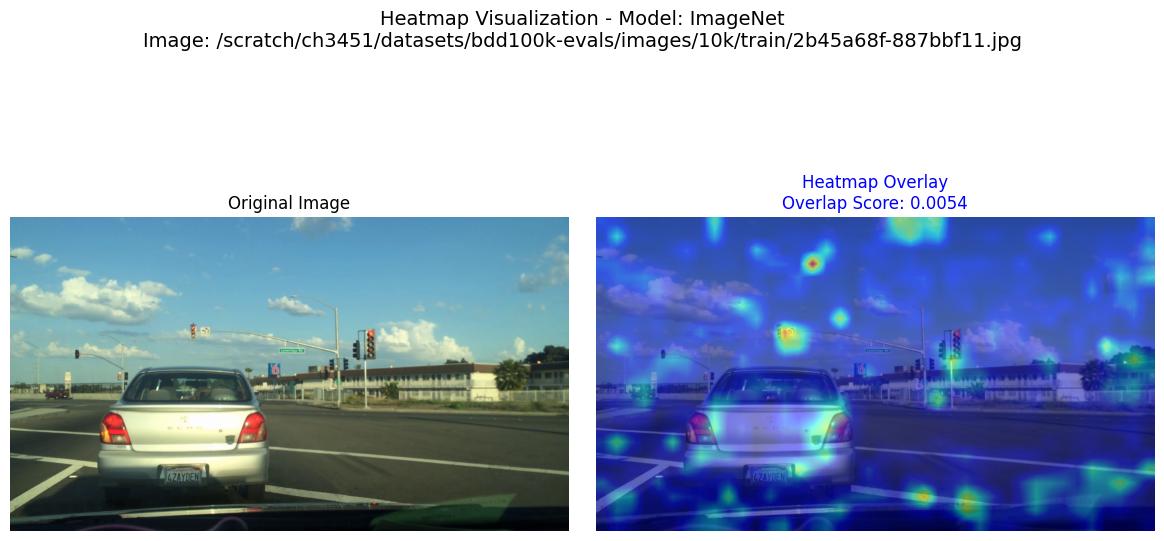 Heatmap Visualization - Model: ImageNet
Image: /scratch/ch3451/datasets/bdd100k-evals/images/10k/train/2b45a68f-887bbf11.jpg
Original Image
Heatmap Overlay
Overlap Score: 0.0054